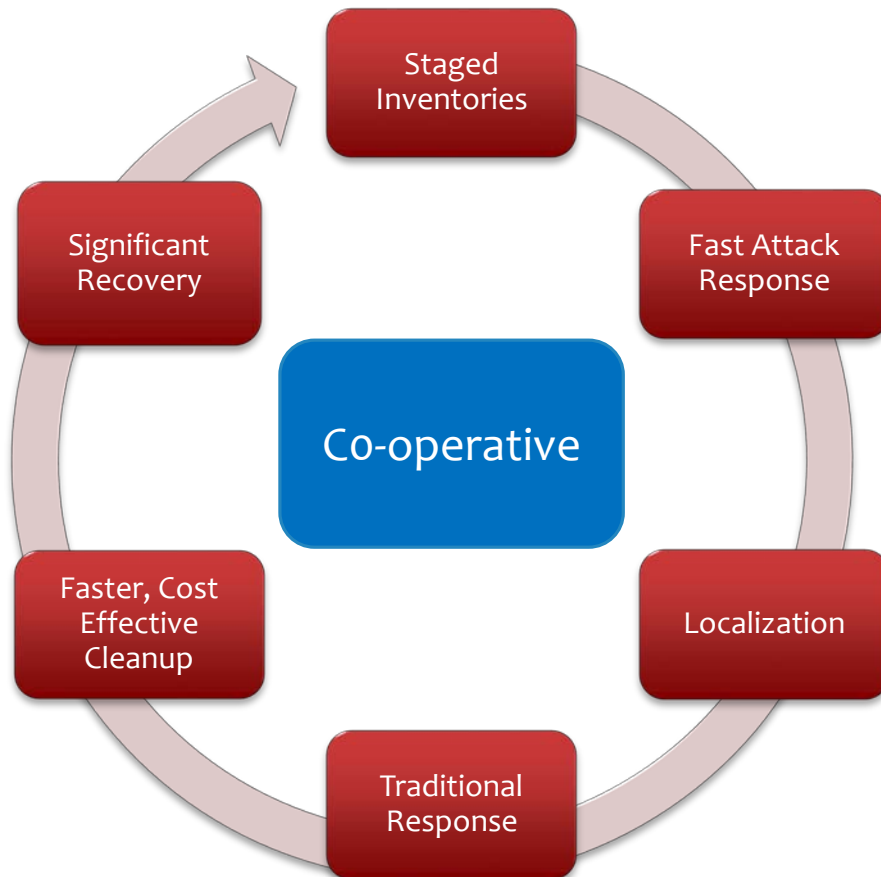 Staged
Inventories
Fast Attack
Response
Localization
Traditional
Response
Faster, Cost
Effective
Cleanup
Significant
Recovery
Co-operative